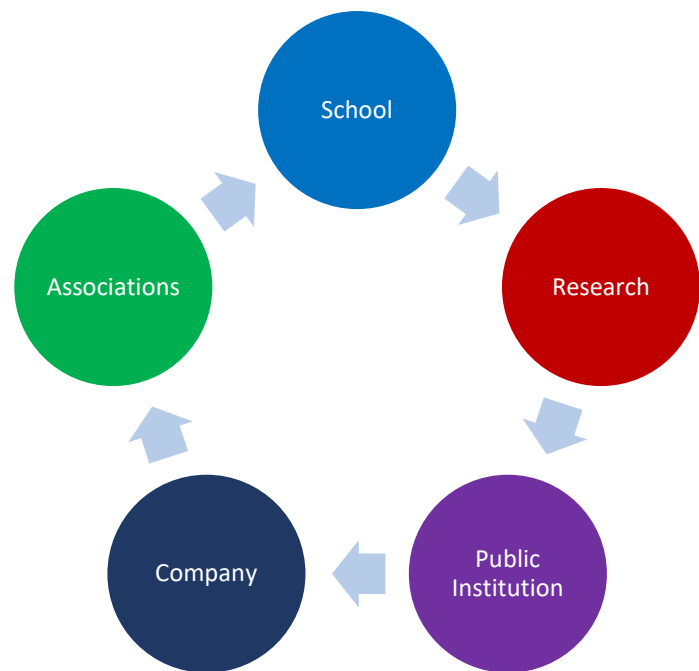 School
Research
Public
Institution
Company
Associations